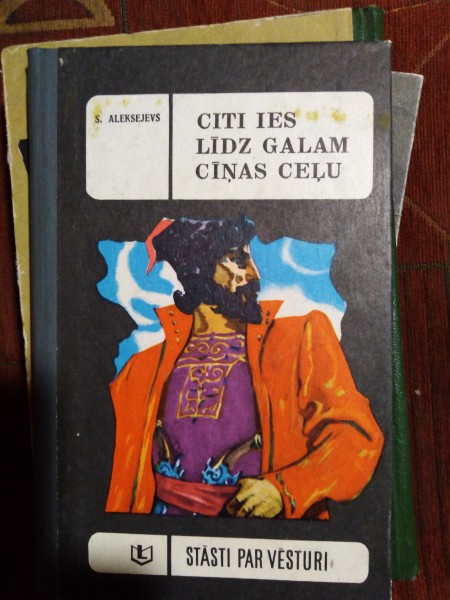 S. ALEKSEJEVS
CITI IES
LĪDZ GALAM
CĪŅAS CEĻU
STĀSTI PAR VĒSTURI